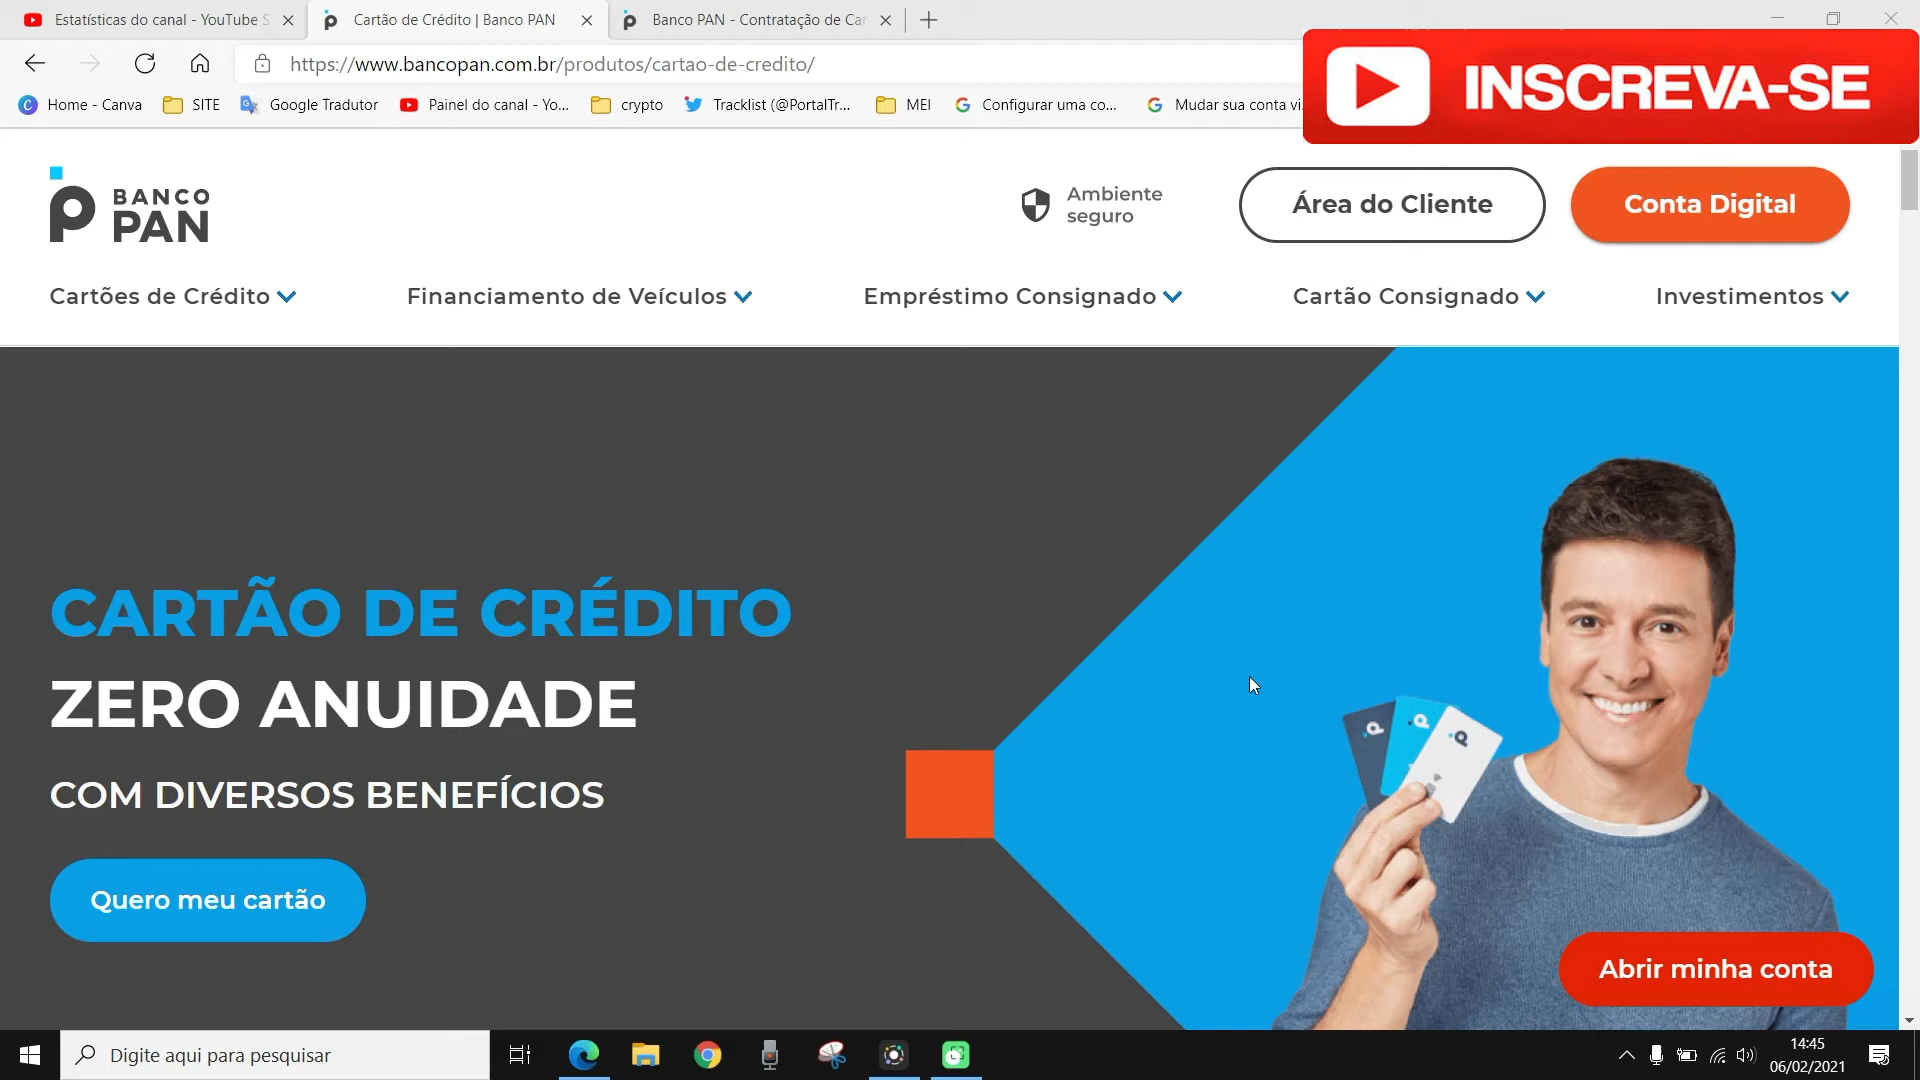 Estatísticas do canal - YouTube S
Cartão de Crédito | Banco PAN
Banco PAN - Contratação de Car
https://www.bancopan.com.br/produtos/cartao-de-credito/
INSCREVA-SE
Home - Canva
SITE
Google Tradutor
Painel do canal - Yo...
crypto
Tracklist (@PortalTr...
MEI
Configurar uma co...
Mudar sua conta vi
BANCO
PAN
Ambiente
seguro
Área do Cliente
Conta Digital
Cartões de Crédito
Financiamento de Veículos
Empréstimo Consignado
Cartão Consignado
Investimentos
CARTÃO DE CRÉDITO
ZERO ANUIDADE
COM DIVERSOS BENEFÍCIOS
Quero meu cartão
Abrir minha conta
Digite aqui para pesquisar
14:45
06/02/2021